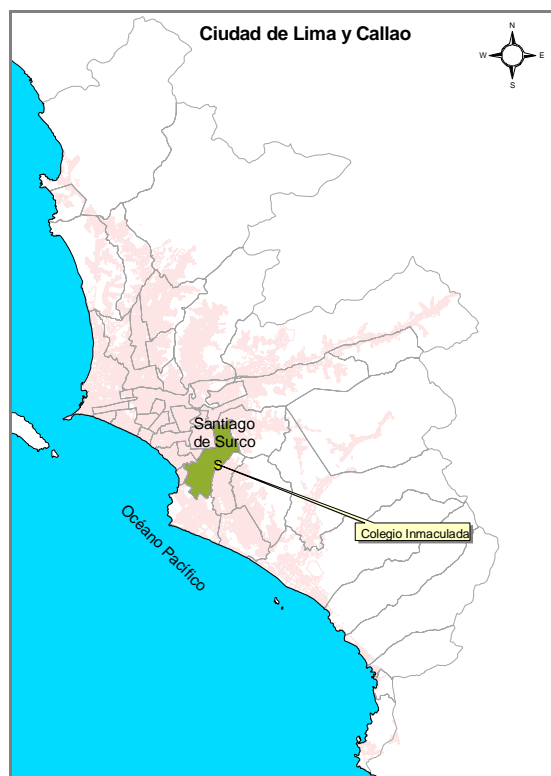 Ciudad de Lima y Callao
N
W
E
S
Santiago
de Surco
S
Colegio Inmaculada
Océano Pacífico